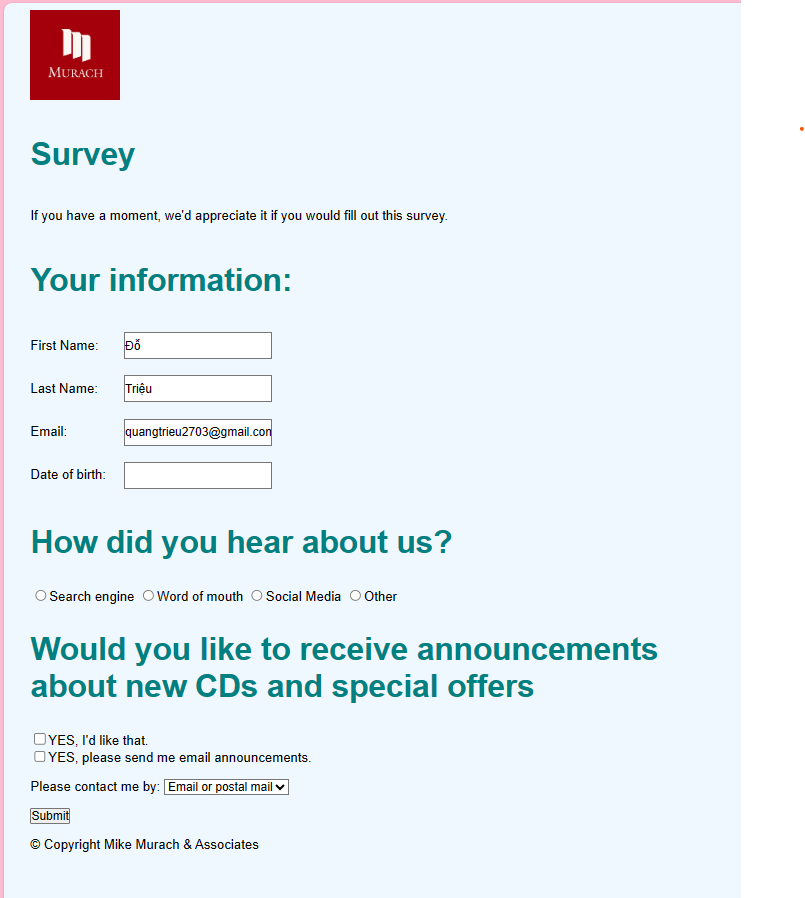 MURACH
Survey
If you have a moment, we'd appreciate it if you would fill out this survey.
Your information:
First Name: Đỗ
Last Name: Triệu
Email: quangtrieu2703@gmail.com
Date of birth:
How did you hear about us?
Search engine Word of mouth Social Media Other
Would you like to receive announcements
about new CDs and special offers
YES, I'd like that.
YES, please send me email announcements.
Please contact me by: Email or postal mail
Submit
© Copyright Mike Murach & Associates